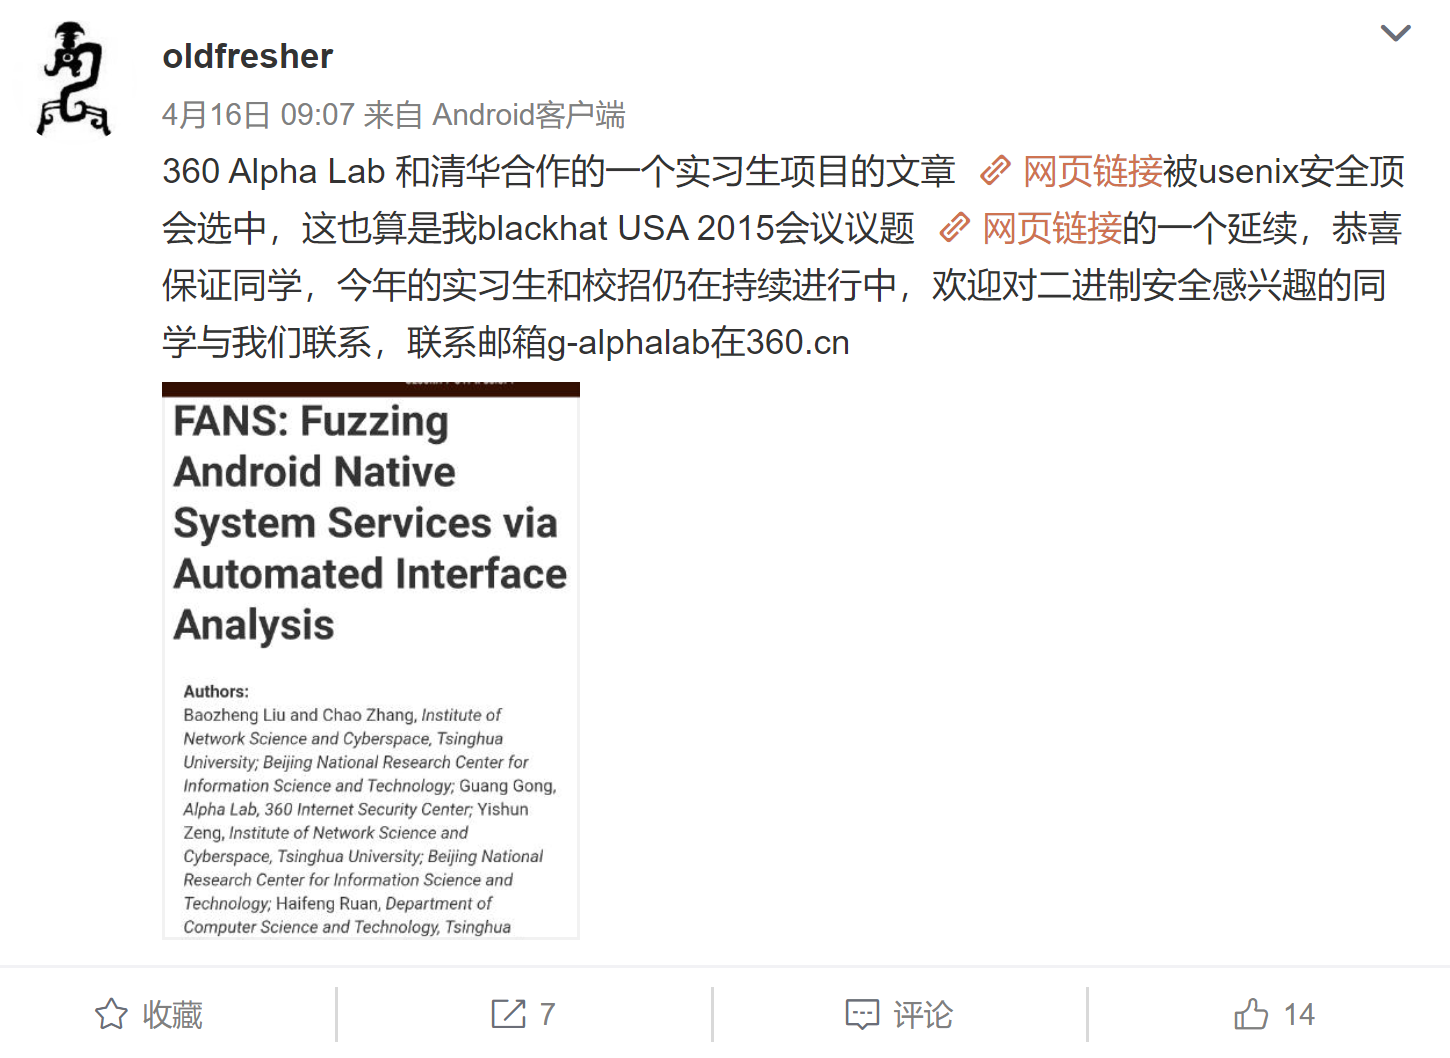 oldfresher
4月16日 09:07 来自 Android客户端
360 Alpha Lab 和清华合作的一个实习生项目的文章 网页链接被usenix安全顶
会选中，这也算是我blackhat USA 2015会议议题 网页链接的一个延续，恭喜
保证同学，今年的实习生和校招仍在持续进行中，欢迎对二进制安全感兴趣的同
学与我们联系，联系邮箱g-alphalab在360.cn
FANS: Fuzzing
Android Native
System Services via
Automated Interface
Analysis
Authors:
Baozheng Liu and Chao Zhang, Institute of
Network Science and Cyberspace, Tsinghua
University; Beijing National Research Center for
Information Science and Technology; Guang Gong,
Alpha Lab, 360 Internet Security Center; Yishun
Zeng, Institute of Network Science and
Cyberspace, Tsinghua University; Beijing National
Research Center for Information Science and
Technology; Haifeng Ruan, Department of
Computer Science and Technology, Tsinghua
收藏
7
评论
14